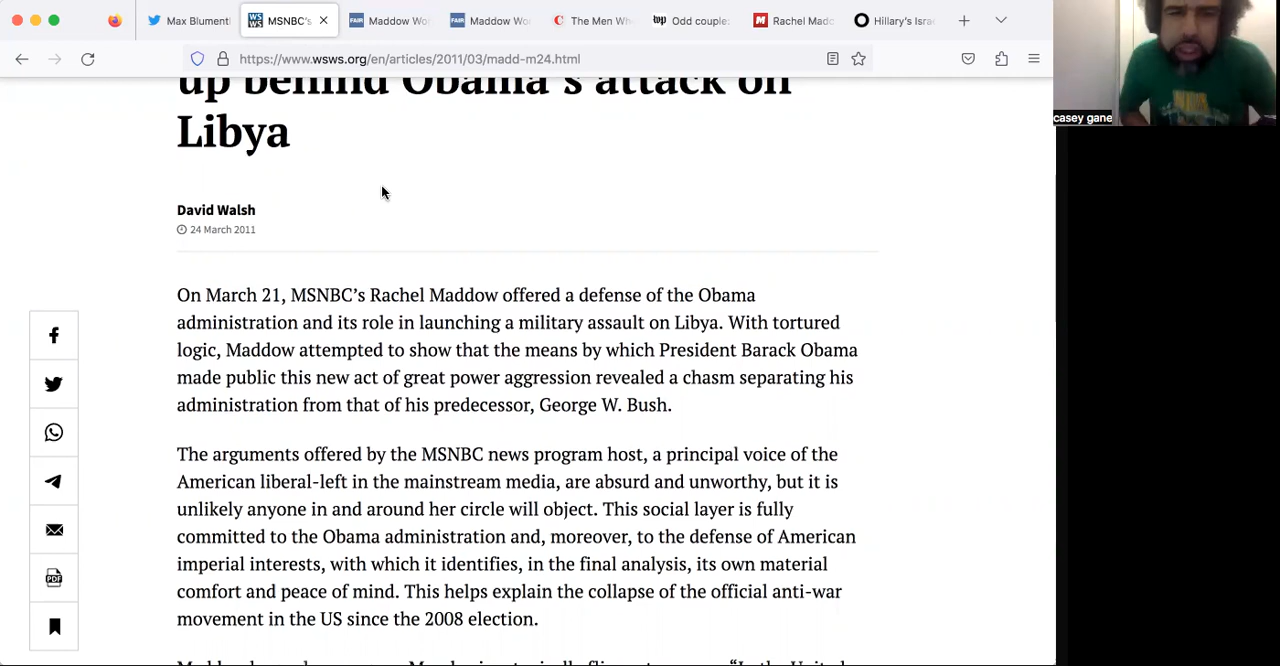 Max Blument
MSNBC's
Maddow Wo
Maddow Wo
The Men Wh
Odd couple:
Rachel Madd
Hillary's Isra
https://www.wsws.org/en/articles/2011/03/madd-m24.html
casey gane
up behind Obama's attack on
Libya
David Walsh
24 March 2011
On March 21, MSNBC's Rachel Maddow offered a defense of the Obama
administration and its role in launching a military assault on Libya. With tortured
logic, Maddow attempted to show that the means by which President Barack Obama
made public this new act of great power aggression revealed a chasm separating his
administration from that of his predecessor, George W. Bush.
The arguments offered by the MSNBC news program host, a principal voice of the
American liberal-left in the mainstream media, are absurd and unworthy, but it is
unlikely anyone in and around her circle will object. This social layer is fully
committed to the Obama administration and, moreover, to the defense of American
imperial interests, with which it identifies, in the final analysis, its own material
comfort and peace of mind. This helps explain the collapse of the official anti-war
movement in the US since the 2008 election.